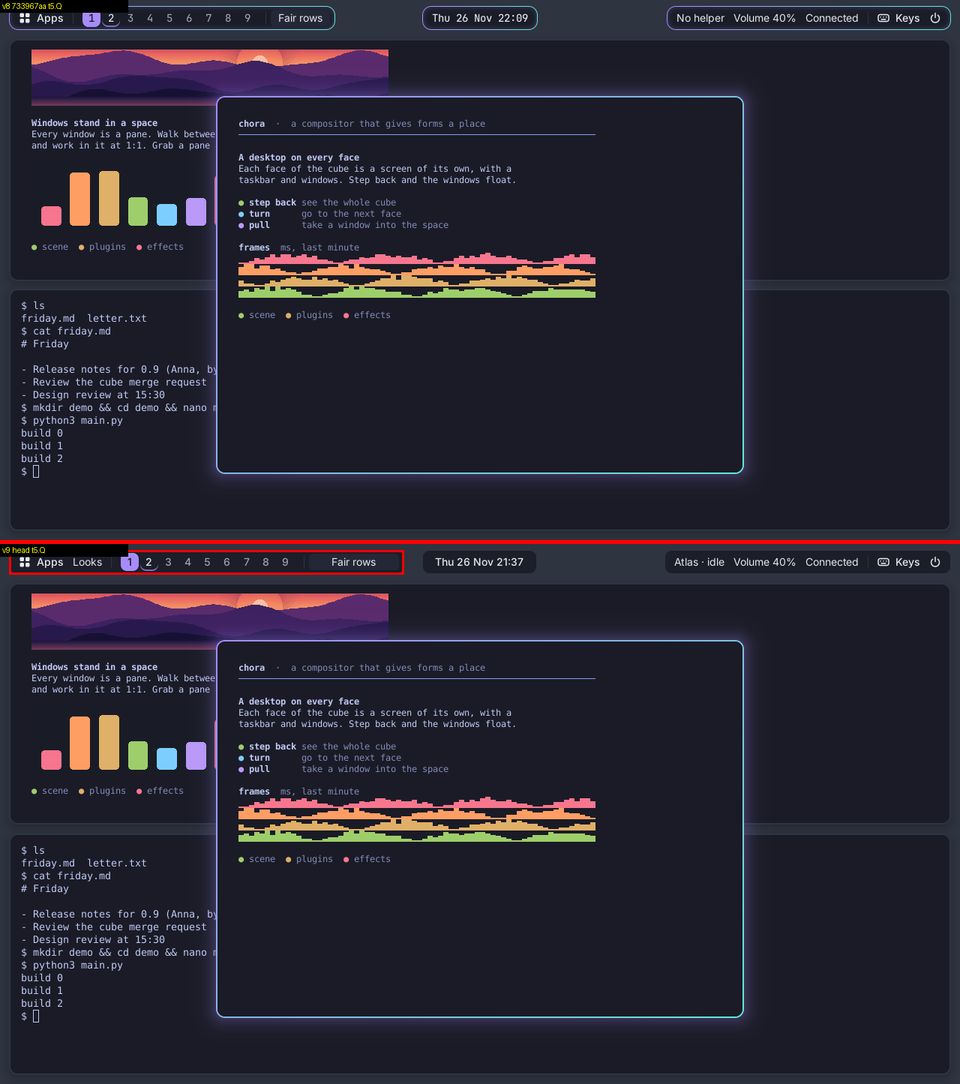 v8 733967aa t5.Q
Apps 1 2 3 4 5 6 7 8 9 Fair rows
Thu 26 Nov 22:09
No helper Volume 40% Connected Keys
Windows stand in a space
Every window is a pane. Walk betwee
and work in it at 1:1. Grab a pane
scene plugins effects
chora · a compositor that gives forms a place
A desktop on every face
Each face of the cube is a screen of its own, with a
taskbar and windows. Step back and the windows float.
step back see the whole cube
turn go to the next face
pull take a window into the space
frames ms, last minute
scene plugins effects
$ ls
friday.md letter.txt
$ cat friday.md
# Friday
- Release notes for 0.9 (Anna, by
- Review the cube merge request
- Design review at 15:30
$ mkdir demo && cd demo && nano m
$ python3 main.py
build 0
build 1
build 2
$
v9 head t5.Q
Apps Looks 1 2 3 4 5 6 7 8 9 Fair rows
Thu 26 Nov 21:37
Atlas · idle Volume 40% Connected Keys
Windows stand in a space
Every window is a pane. Walk betwee
and work in it at 1:1. Grab a pane
scene plugins effects
chora · a compositor that gives forms a place
A desktop on every face
Each face of the cube is a screen of its own, with a
taskbar and windows. Step back and the windows float.
step back see the whole cube
turn go to the next face
pull take a window into the space
frames ms, last minute
scene plugins effects
$ ls
friday.md letter.txt
$ cat friday.md
# Friday
- Release notes for 0.9 (Anna, by
- Review the cube merge request
- Design review at 15:30
$ mkdir demo && cd demo && nano m
$ python3 main.py
build 0
build 1
build 2
$